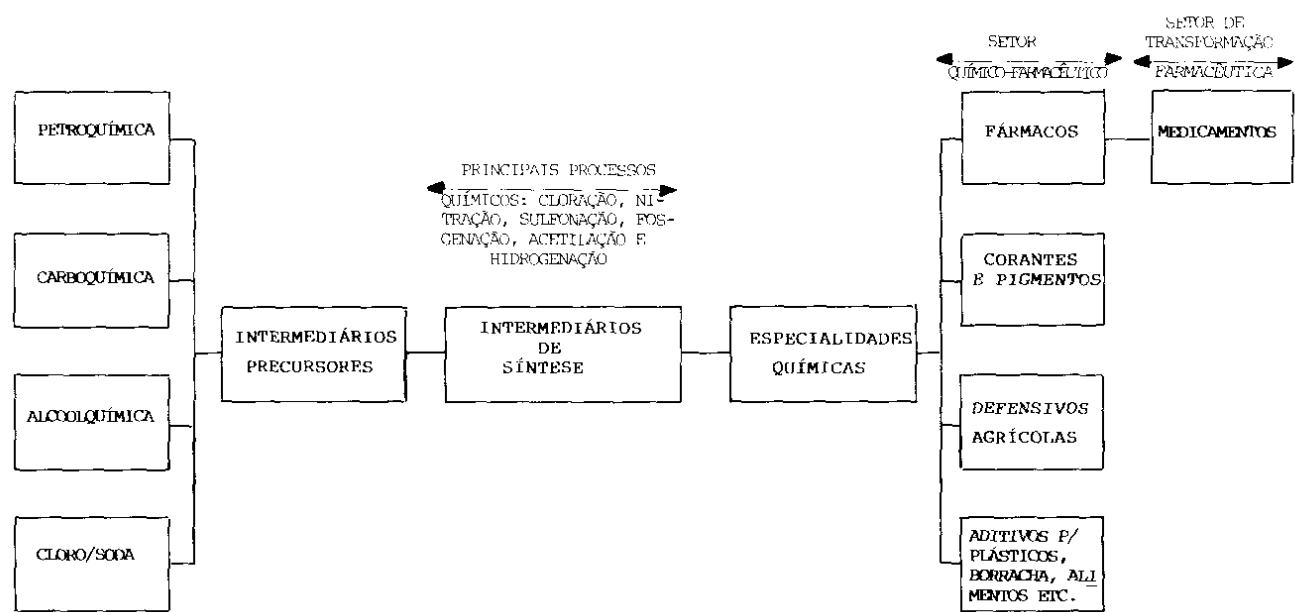 SETOR
QUÍMICO-FARMACÊUTICO
SETOR DE
TRANSFORMAÇÃO
FARMACÊUTICA
PETROQUÍMICA
CARBOQUÍMICA
ALCOOLQUÍMICA
CLORO/SODA
INTERMEDIÁRIOS
PRECURSORES
PRINCIPAIS PROCESSOS
QUÍMICOS: CLORAÇÃO, NI-
TRAÇÃO, SULFONAÇÃO, FOS-
GENAÇÃO, ACETILAÇÃO E
HIDROGENAÇÃO
INTERMEDIÁRIOS
DE
SÍNTESE
ESPECIALIDADES
QUÍMICAS
FÁRMACOS
MEDICAMENTOS
CORANTES
E PIGMENTOS
DEFENSIVOS
AGRÍCOLAS
ADITIVOS P/
PLÁSTICOS,
BORRACHA, ALI
MENTOS ETC.